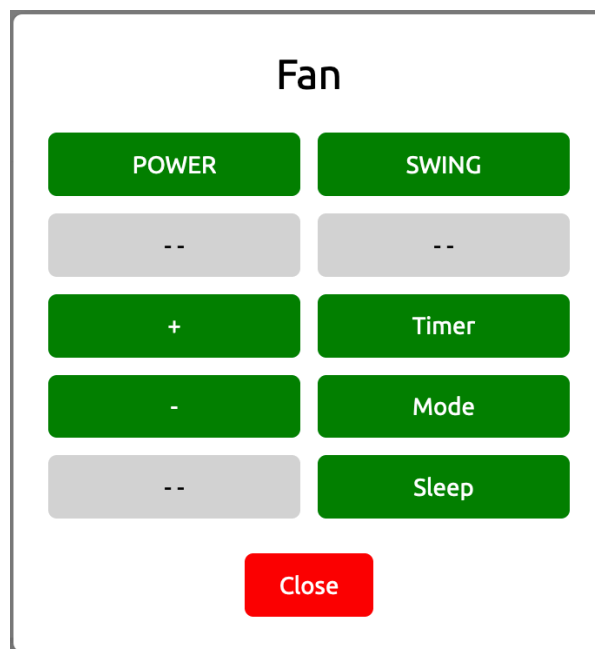 Fan
POWER SWING
-- --
+ Timer
- Mode
-- Sleep
Close